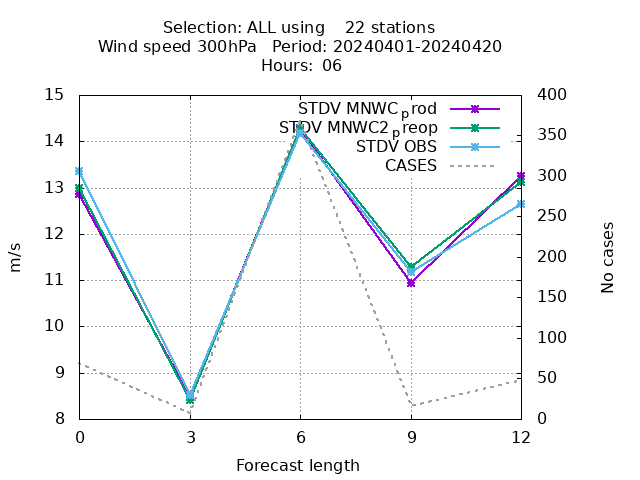 Selection: ALL using    22 stations
Wind speed 300hPa   Period: 20240401-20240420
Hours: 06
STDV MNWCprod
STDV MNWC2preop
STDV OBS
CASES
15
14
13
12
11
10
9
8
400
350
300
250
200
150
100
50
0
m/s
No cases
0 3 6 9 12
Forecast length